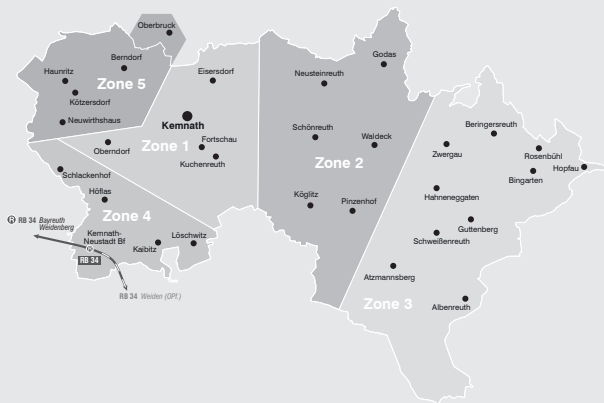 Oberbruck
Berndorf
Haunritz
Zone 5
Kötzersdorf
Neuwirthshaus
Eisersdorf
Kemnath
Fortschau
Zone 1
Oberndorf
Kuchenreuth
Godas
Neusteinreuth
Schönreuth
Waldeck
Zone 2
Köglitz
Pinzenhof
Beringersreuth
Zwergau
Rosenbühl
Hopfau
Bingarten
Hahneneggaten
Guttenberg
Schweißenreuth
Atzmannsberg
Zone 3
Albenreuth
Schlackenhof
Höflas
Zone 4
R RB 34 Bayreuth
Weidenberg
Kemnath-
Neustadt Bf
Löschwitz
Kaibitz
RB 34
RB 34 Weiden (OPf.)